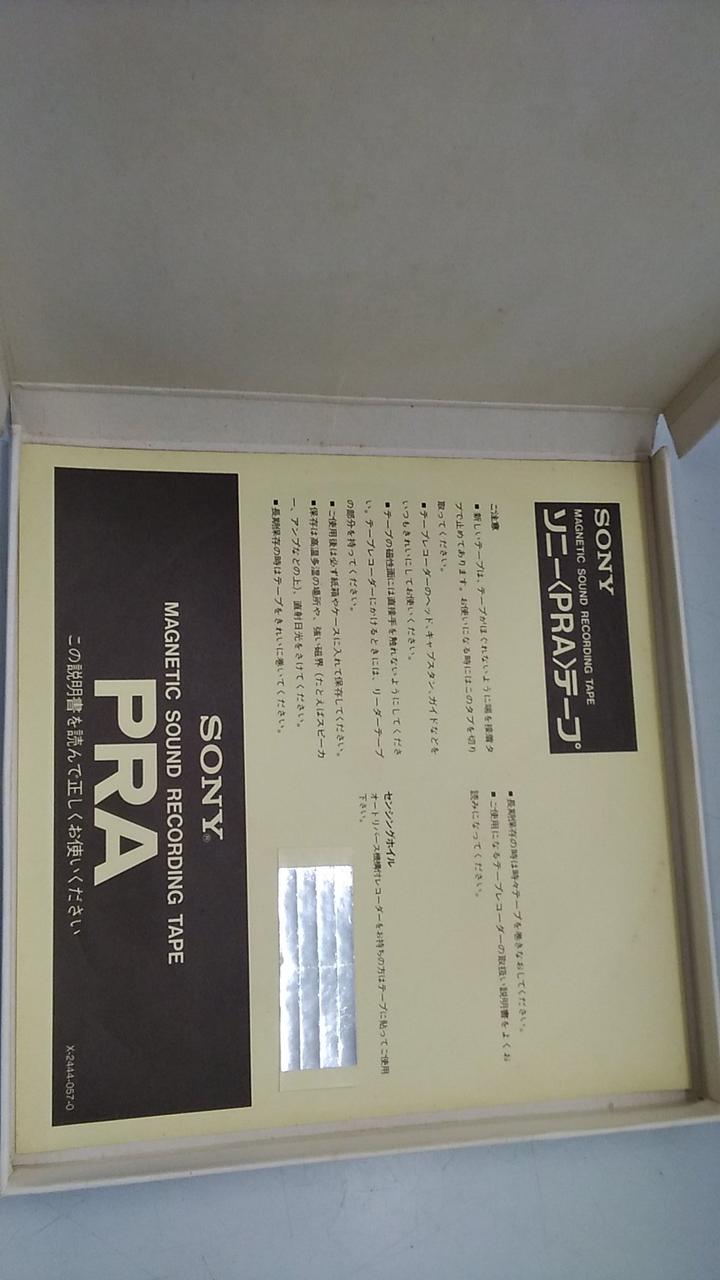 SONY
MAGNETIC SOUND RECORDING TAPE
ソニー〈PRA〉テープ
ご注意
■新しいテープは、テープがほぐれないように端を接着タ
ブで止めてあります。お使いになる時にはこのタブを切り
取ってください。
■テープレコーダーのヘッド、キャプスタン、ガイドなどを
いつもきれいにしてお使いください。
■テープの磁性面には直接手を触れないようにしてくださ
い。テープレコーダーにかけるときには、リーダーテープ
の部分を持ってください。
■ご使用後は必ず紙箱やケースに入れて保存してください。
■保存は高温多湿の場所や、強い磁界（たとえばスピーカ
ー、アンプなどの上）、直射日光をさけてください。
■長期保存の時はテープをきれいに巻いてください。
■長期保存の時は時々テープを巻きなおしてください。
■ご使用になるテープレコーダーの取扱い説明書をよくお
読みになってください。
センシングホイル
オートリバース機構付レコーダーをお持ちの方はテープに貼ってご使用
下さい。
SONY®
MAGNETIC SOUND RECORDING TAPE
PRA
この説明書を読んで正しくお使いください
X-2444-057-0